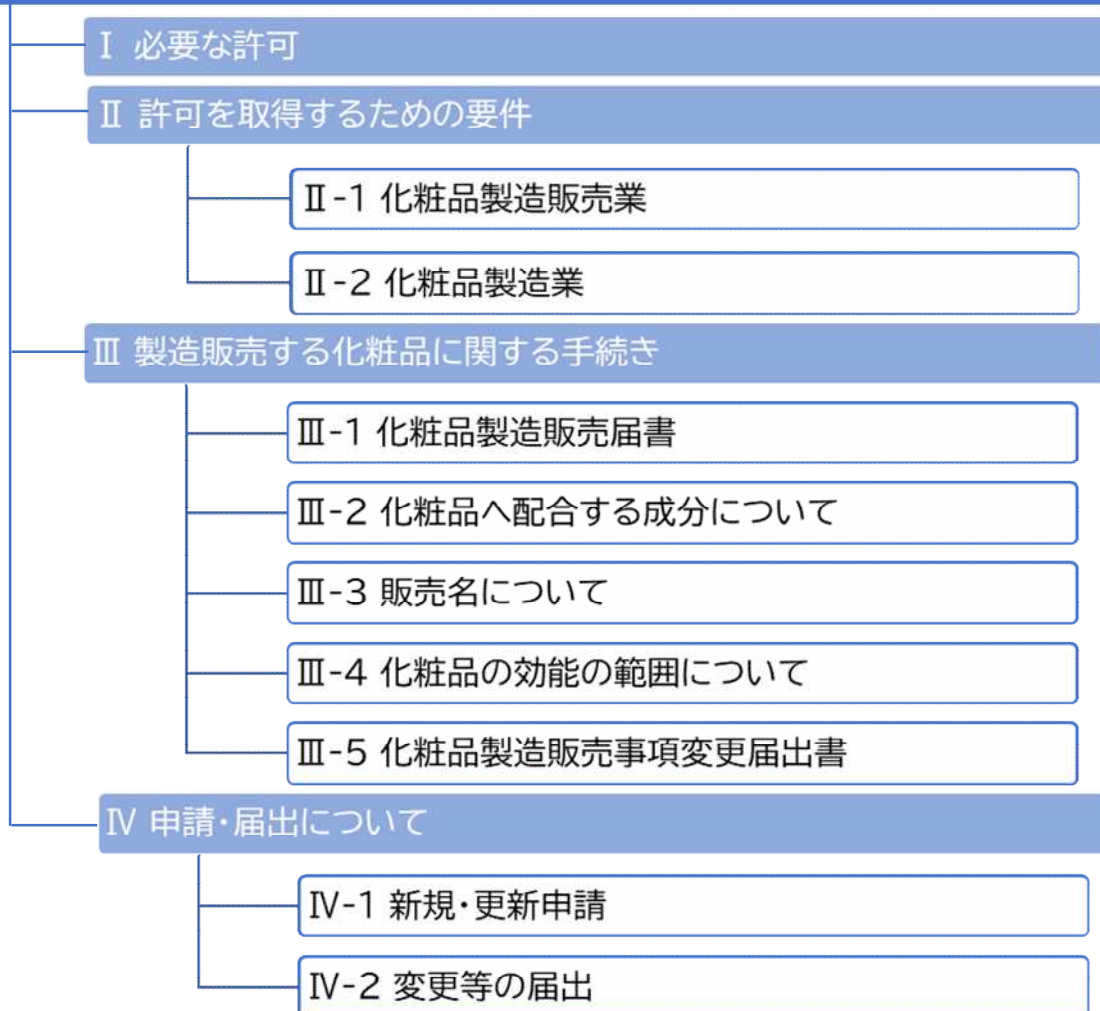 Ⅰ 必要な許可
Ⅱ 許可を取得するための要件
Ⅱ-1 化粧品製造販売業
Ⅱ-2 化粧品製造業
Ⅲ 製造販売する化粧品に関する手続き
Ⅲ-1 化粧品製造販売届書
Ⅲ-2 化粧品へ配合する成分について
Ⅲ-3 販売名について
Ⅲ-4 化粧品の効能の範囲について
Ⅲ-5 化粧品製造販売事項変更届出書
Ⅳ 申請・届出について
Ⅳ-1 新規・更新申請
Ⅳ-2 変更等の届出